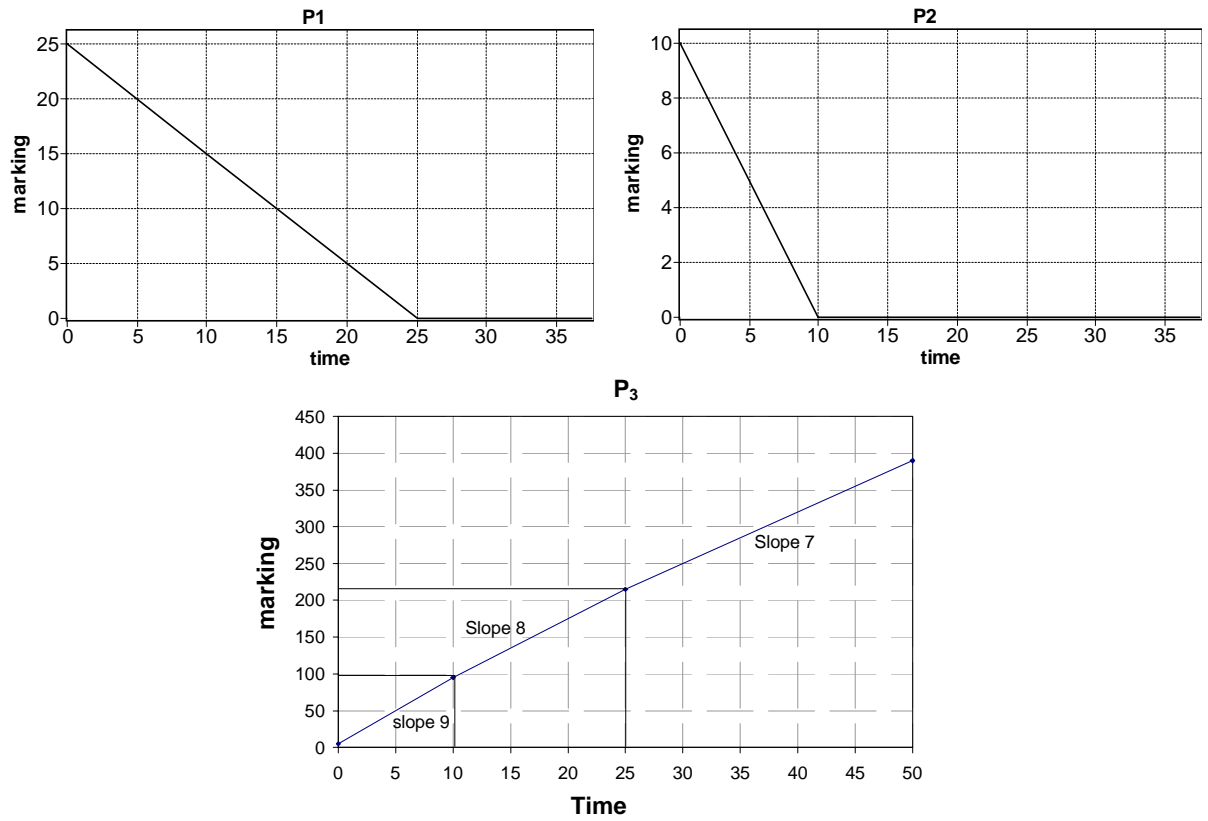 P1
25
20
15
10
5
0
marking
0 5 10 15 20 25 30 35
time
P2
10
8
6
4
2
0
marking
0 5 10 15 20 25 30 35
time
P₃
450
400
350
300
250
200
150
100
50
0
marking
Slope 7
Slope 8
slope 9
0 5 10 15 20 25 30 35 40 45 50
Time